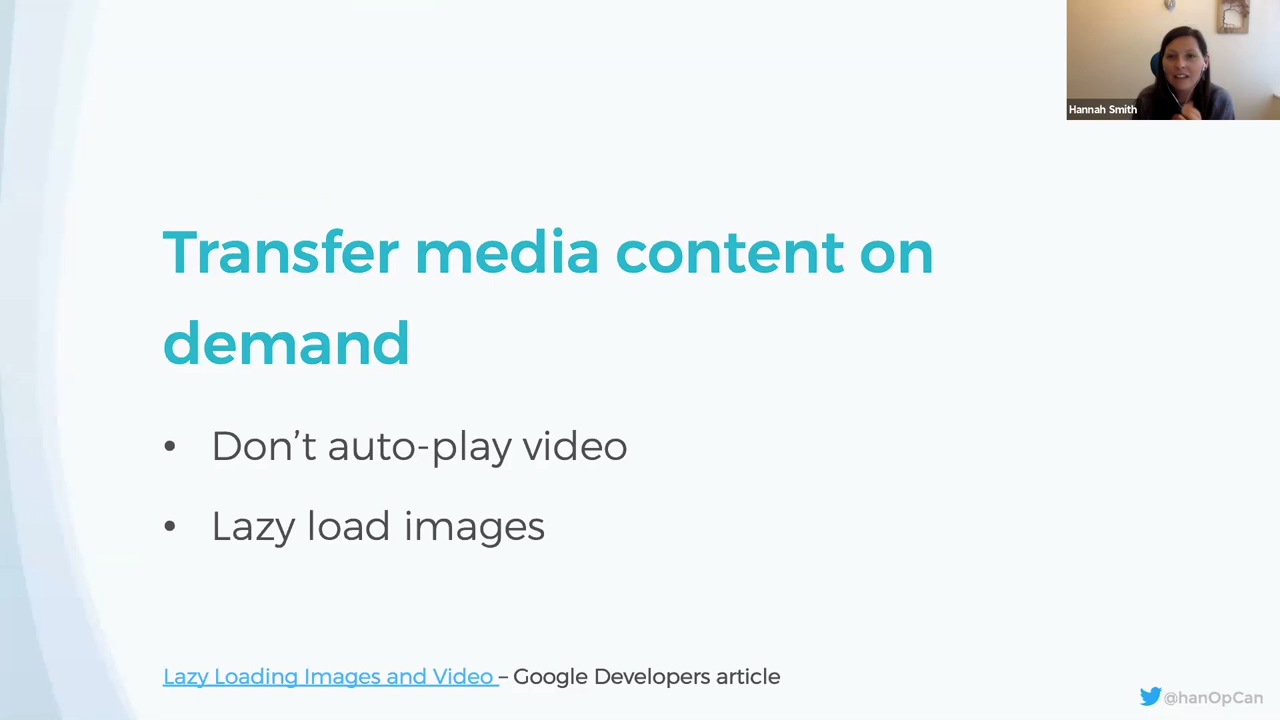 Hannah Smith
Transfer media content on
demand
• Don’t auto-play video
• Lazy load images
Lazy Loading Images and Video – Google Developers article
@hanOpCan